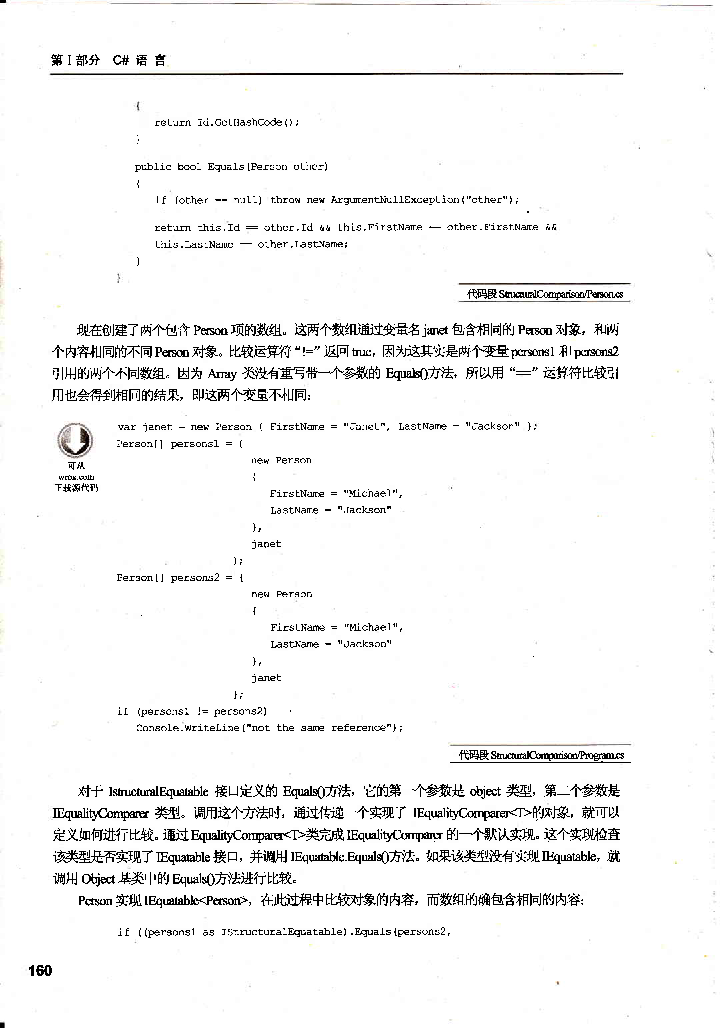 第 I 部分 C# 语 言
{
return Id.GetHashCode();
}
public bool Equals(Person other)
{
if (other == null) throw new ArgumentNullException("other");
return this.Id == other.Id && this.FirstName == other.FirstName &&
this.LastName == other.LastName;
}
}
代码段 StructuralComparison/Person.cs
现在创建了两个包含 Person 项的数组。这两个数组通过变量名 janet 包含相同的 Person 对象，和两
个内容相同的不同 Person 对象。比较运算符“!=”返回 true，因为这其实是两个变量 persons1 和 persons2
引用的两个不同数组。因为 Array 类没有重写带一个参数的 Equals()方法，所以用“==”运算符比较引
用也会得到相同的结果，即这两个变量不相同：
var janet = new Person { FirstName = "Janet", LastName = "Jackson" };
Person[] persons1 = {
new Person
{
FirstName = "Michael",
LastName = "Jackson"
},
janet
};
Person[] persons2 = {
new Person
{
FirstName = "Michael",
LastName = "Jackson"
},
janet
};
if (persons1 != persons2)
Console.WriteLine("not the same reference");
可从
wrox.com
下载源代码
代码段 StructuralComparison/Program.cs
对于 IstructuralEquatable 接口定义的 Equals()方法，它的第一个参数是 object 类型，第二个参数是
IEqualityComparer 类型。调用这个方法时，通过传递一个实现了 IEqualityComparer<T>的对象，就可以
定义如何进行比较。通过 EqualityComparer<T>类完成 IEqualityComparer 的一个默认实现。这个实现检查
该类型是否实现了 IEquatable 接口，并调用 IEquatable.Equals()方法。如果该类型没有实现 IEquatable，就
调用 Object 基类中的 Equals()方法进行比较。
Person 实现 IEquatable<Person>，在此过程中比较对象的内容，而数组的确包含相同的内容：
if ((persons1 as IStructuralEquatable).Equals(persons2,
160